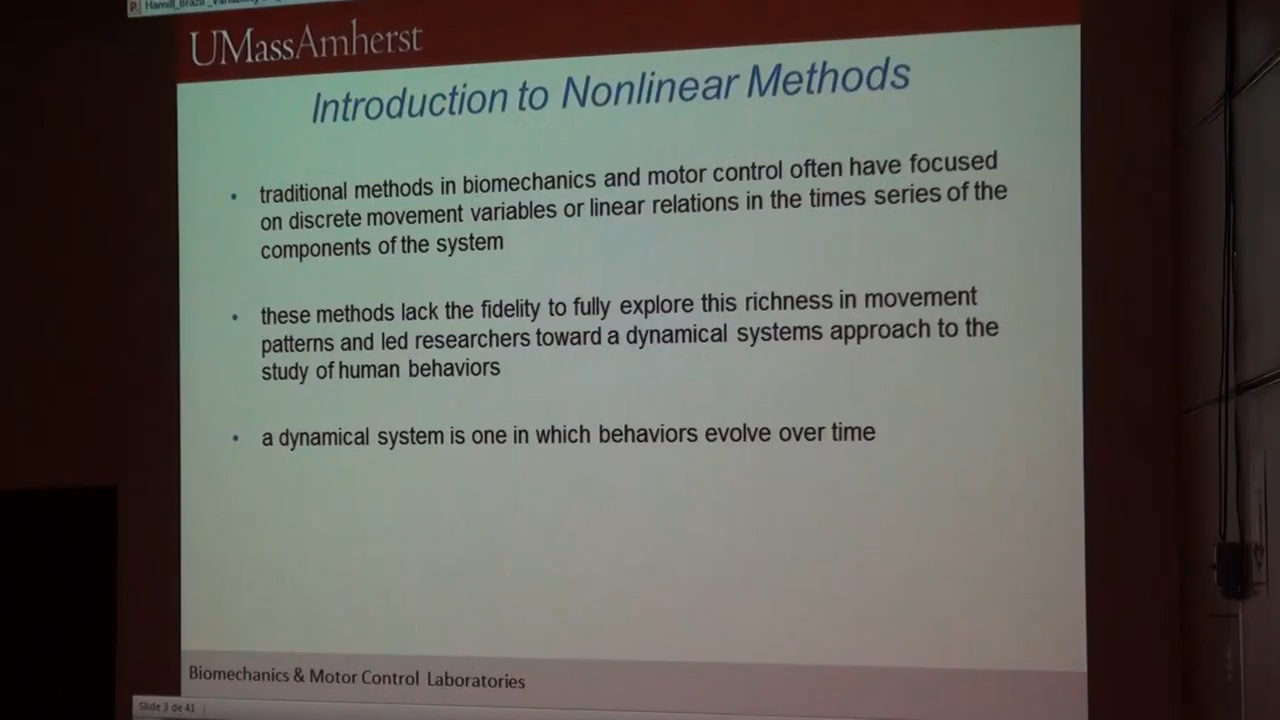 UMassAmherst
Introduction to Nonlinear Methods
• traditional methods in biomechanics and motor control often have focused
on discrete movement variables or linear relations in the times series of the
components of the system
• these methods lack the fidelity to fully explore this richness in movement
patterns and led researchers toward a dynamical systems approach to the
study of human behaviors
• a dynamical system is one in which behaviors evolve over time
Biomechanics & Motor Control Laboratories
Slide 3 de 41